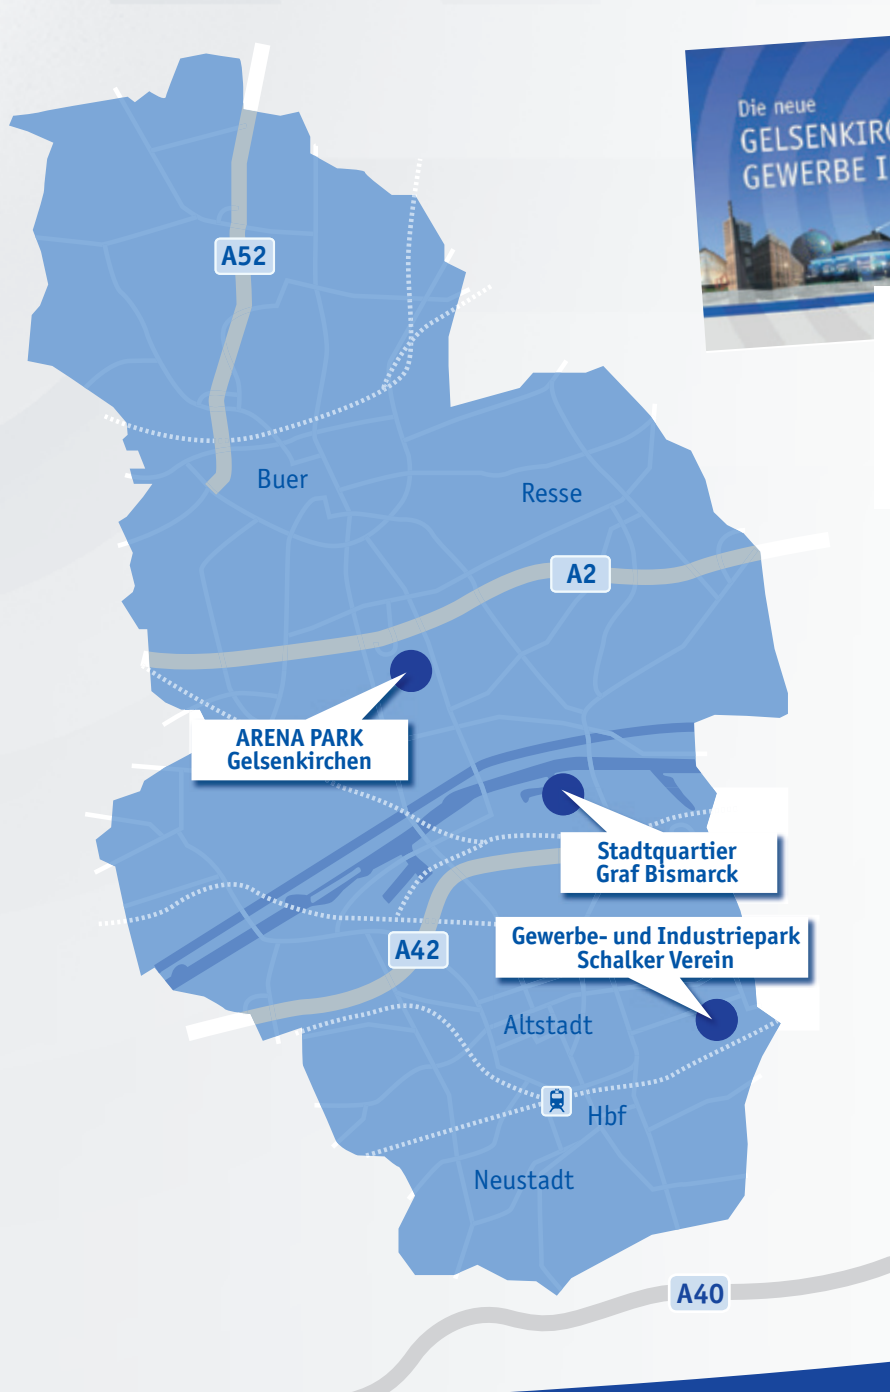 Die neue
GEWERBE
A52
Buer
Resse
A2
ARENA PARK
Gelsenkirchen
Stadtquartier
Graf Bismarck
Gewerbe- und Industriepark
Schalker Verein
A42
Altstadt
Hbf
Neustadt
A40